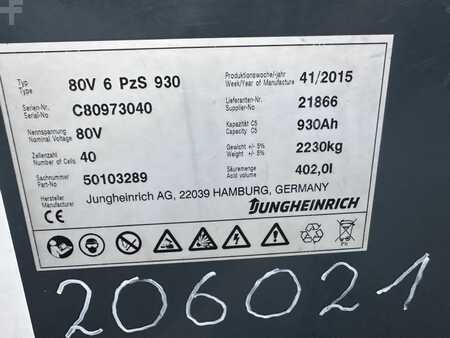 Typ
Type
80V 6 PzS 930
Produktionswoche/-jahr
Week/Year of Manufacture
41/2015
Serien-Nr.
Serial-No
C80973040
Lieferanten-Nr.
Supplier-No
21866
Nennspannung
Nominal Voltage
80V
Kapazität C5
Capacity C5
930Ah
Zellenzahl
Number of Cells
40
Gewicht +/- 5%
Weight +/- 5%
2230kg
Sachnummer
Part-No
50103289
Säuremenge
Acid volume
402,0l
Hersteller
Manufacturer
Jungheinrich AG, 22039 HAMBURG, GERMANY
CE
JUNGHEINRICH
Pb
206021